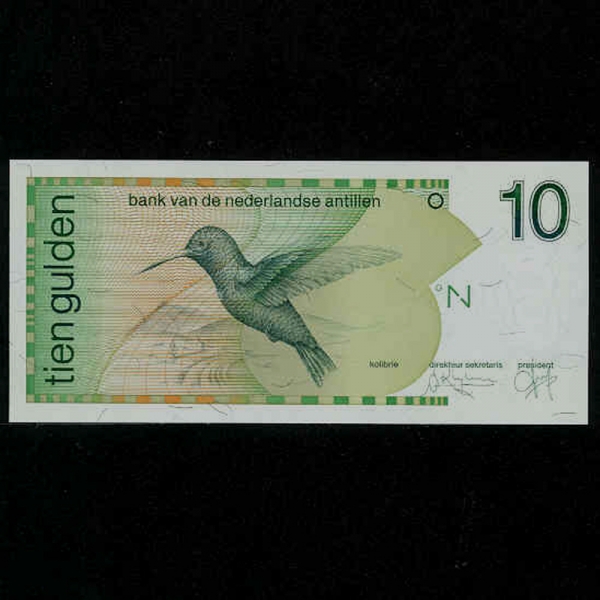 bank van de nederlandse antillen
10
tien gulden
N
kolibrie
direkteur sekretaris
president